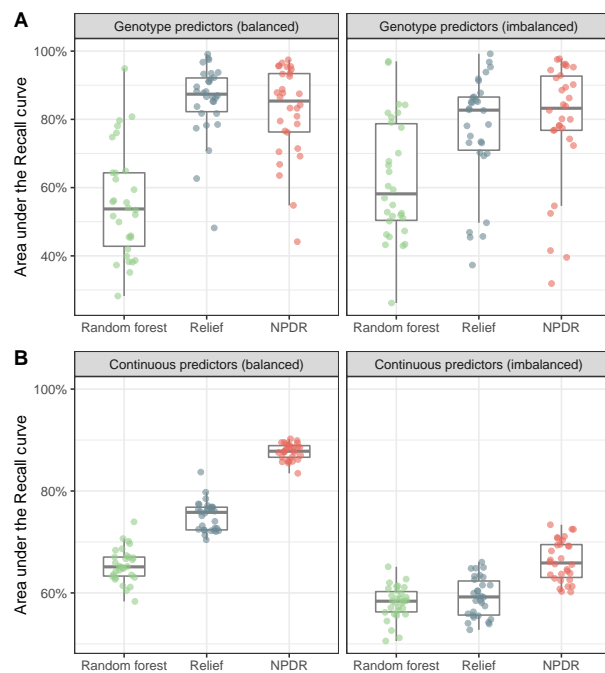 A
Genotype predictors (balanced)
Genotype predictors (imbalanced)
Area under the Recall curve
100%
80%
60%
40%
Random forest
Relief
NPDR
Random forest
Relief
NPDR
B
Continuous predictors (balanced)
Continuous predictors (imbalanced)
Area under the Recall curve
100%
80%
60%
Random forest
Relief
NPDR
Random forest
Relief
NPDR